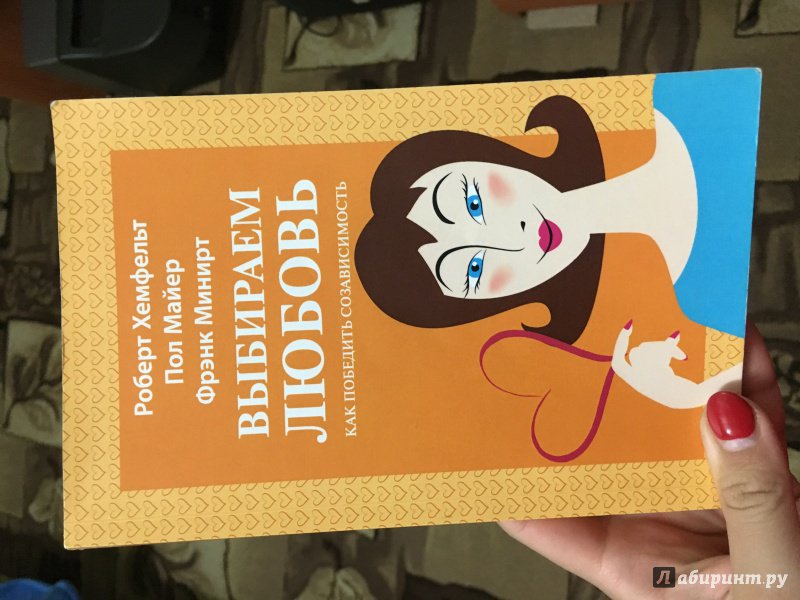 Роберт Хемфельт
Пол Майер
Фрэнк Минирт
ВЫБИРАЕМ
ЛЮБОВЬ
КАК ПОБЕДИТЬ СОЗАВИСИМОСТЬ
Лабиринт.ру